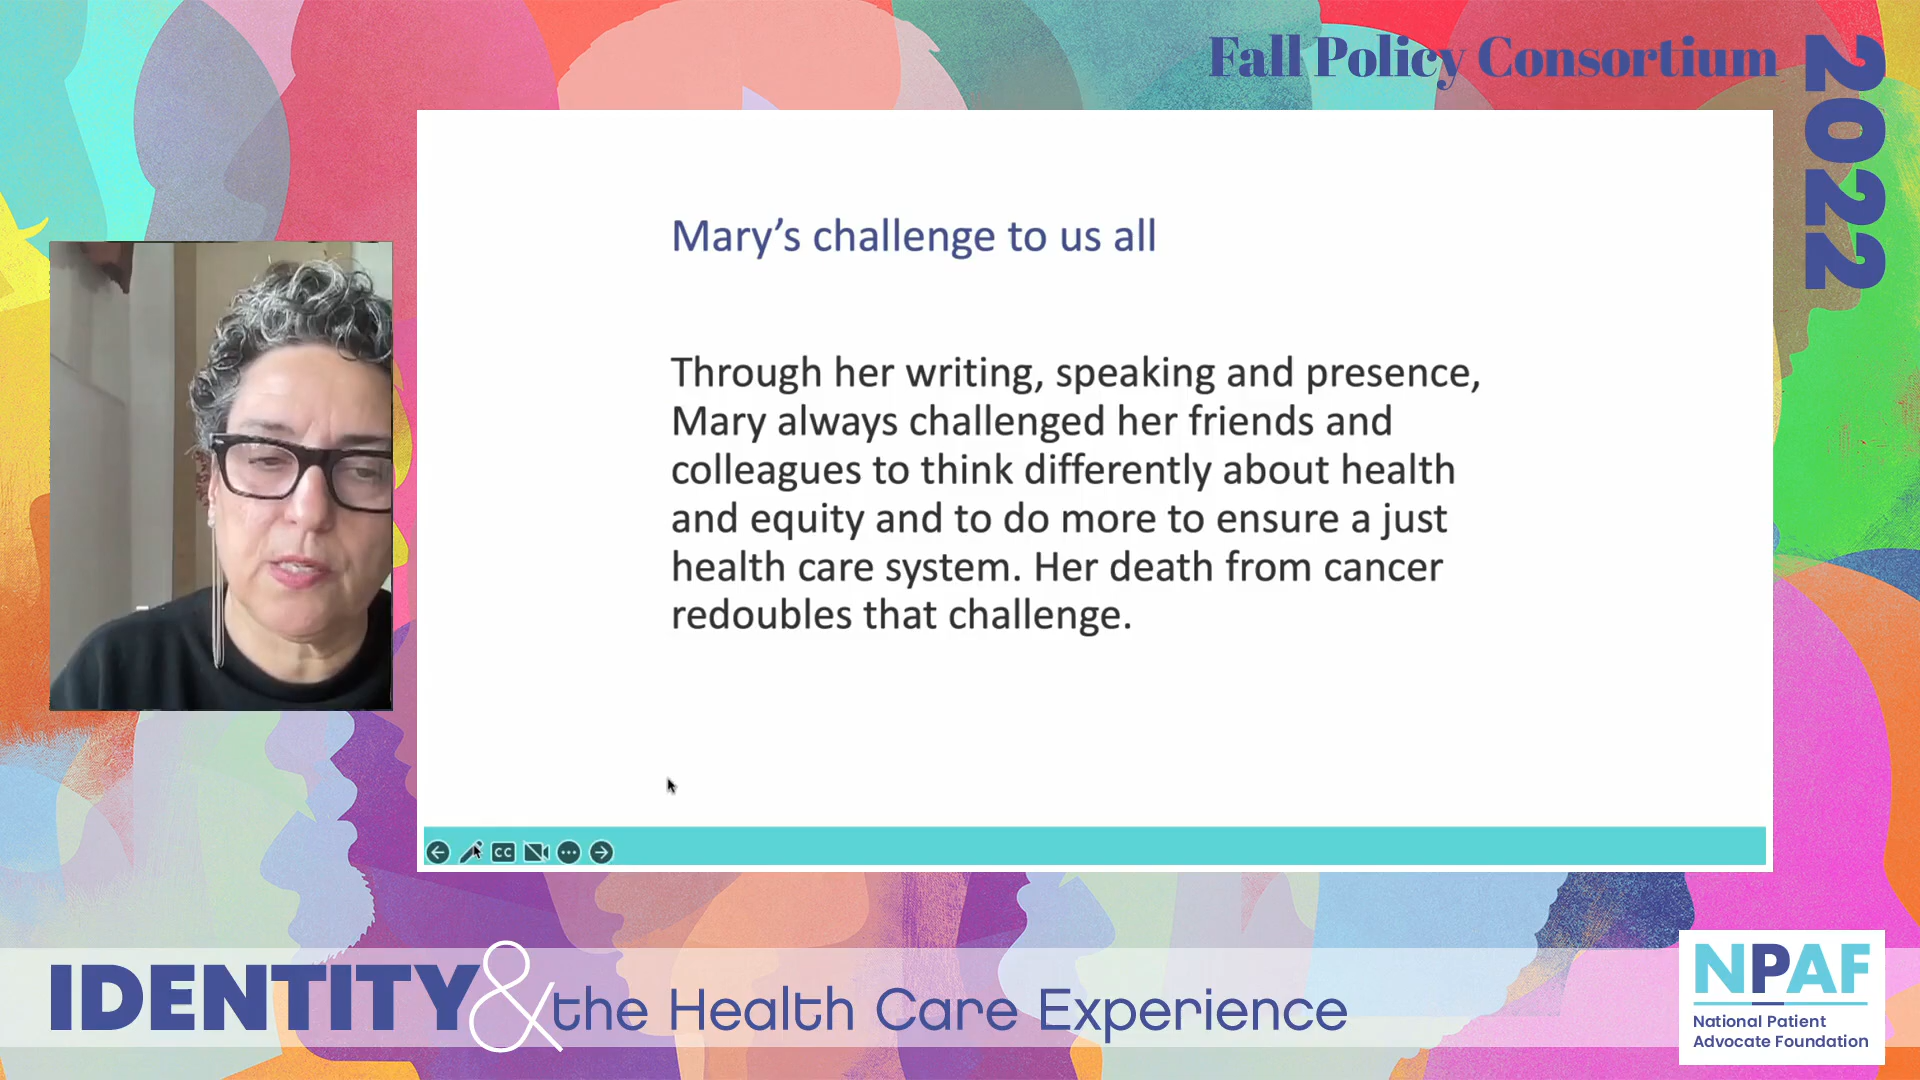 Fall Policy Consortium
2022
Mary’s challenge to us all
Through her writing, speaking and presence,
Mary always challenged her friends and
colleagues to think differently about health
and equity and to do more to ensure a just
health care system. Her death from cancer
redoubles that challenge.
CC
IDENTITY & the Health Care Experience
NPAF
National Patient
Advocate Foundation